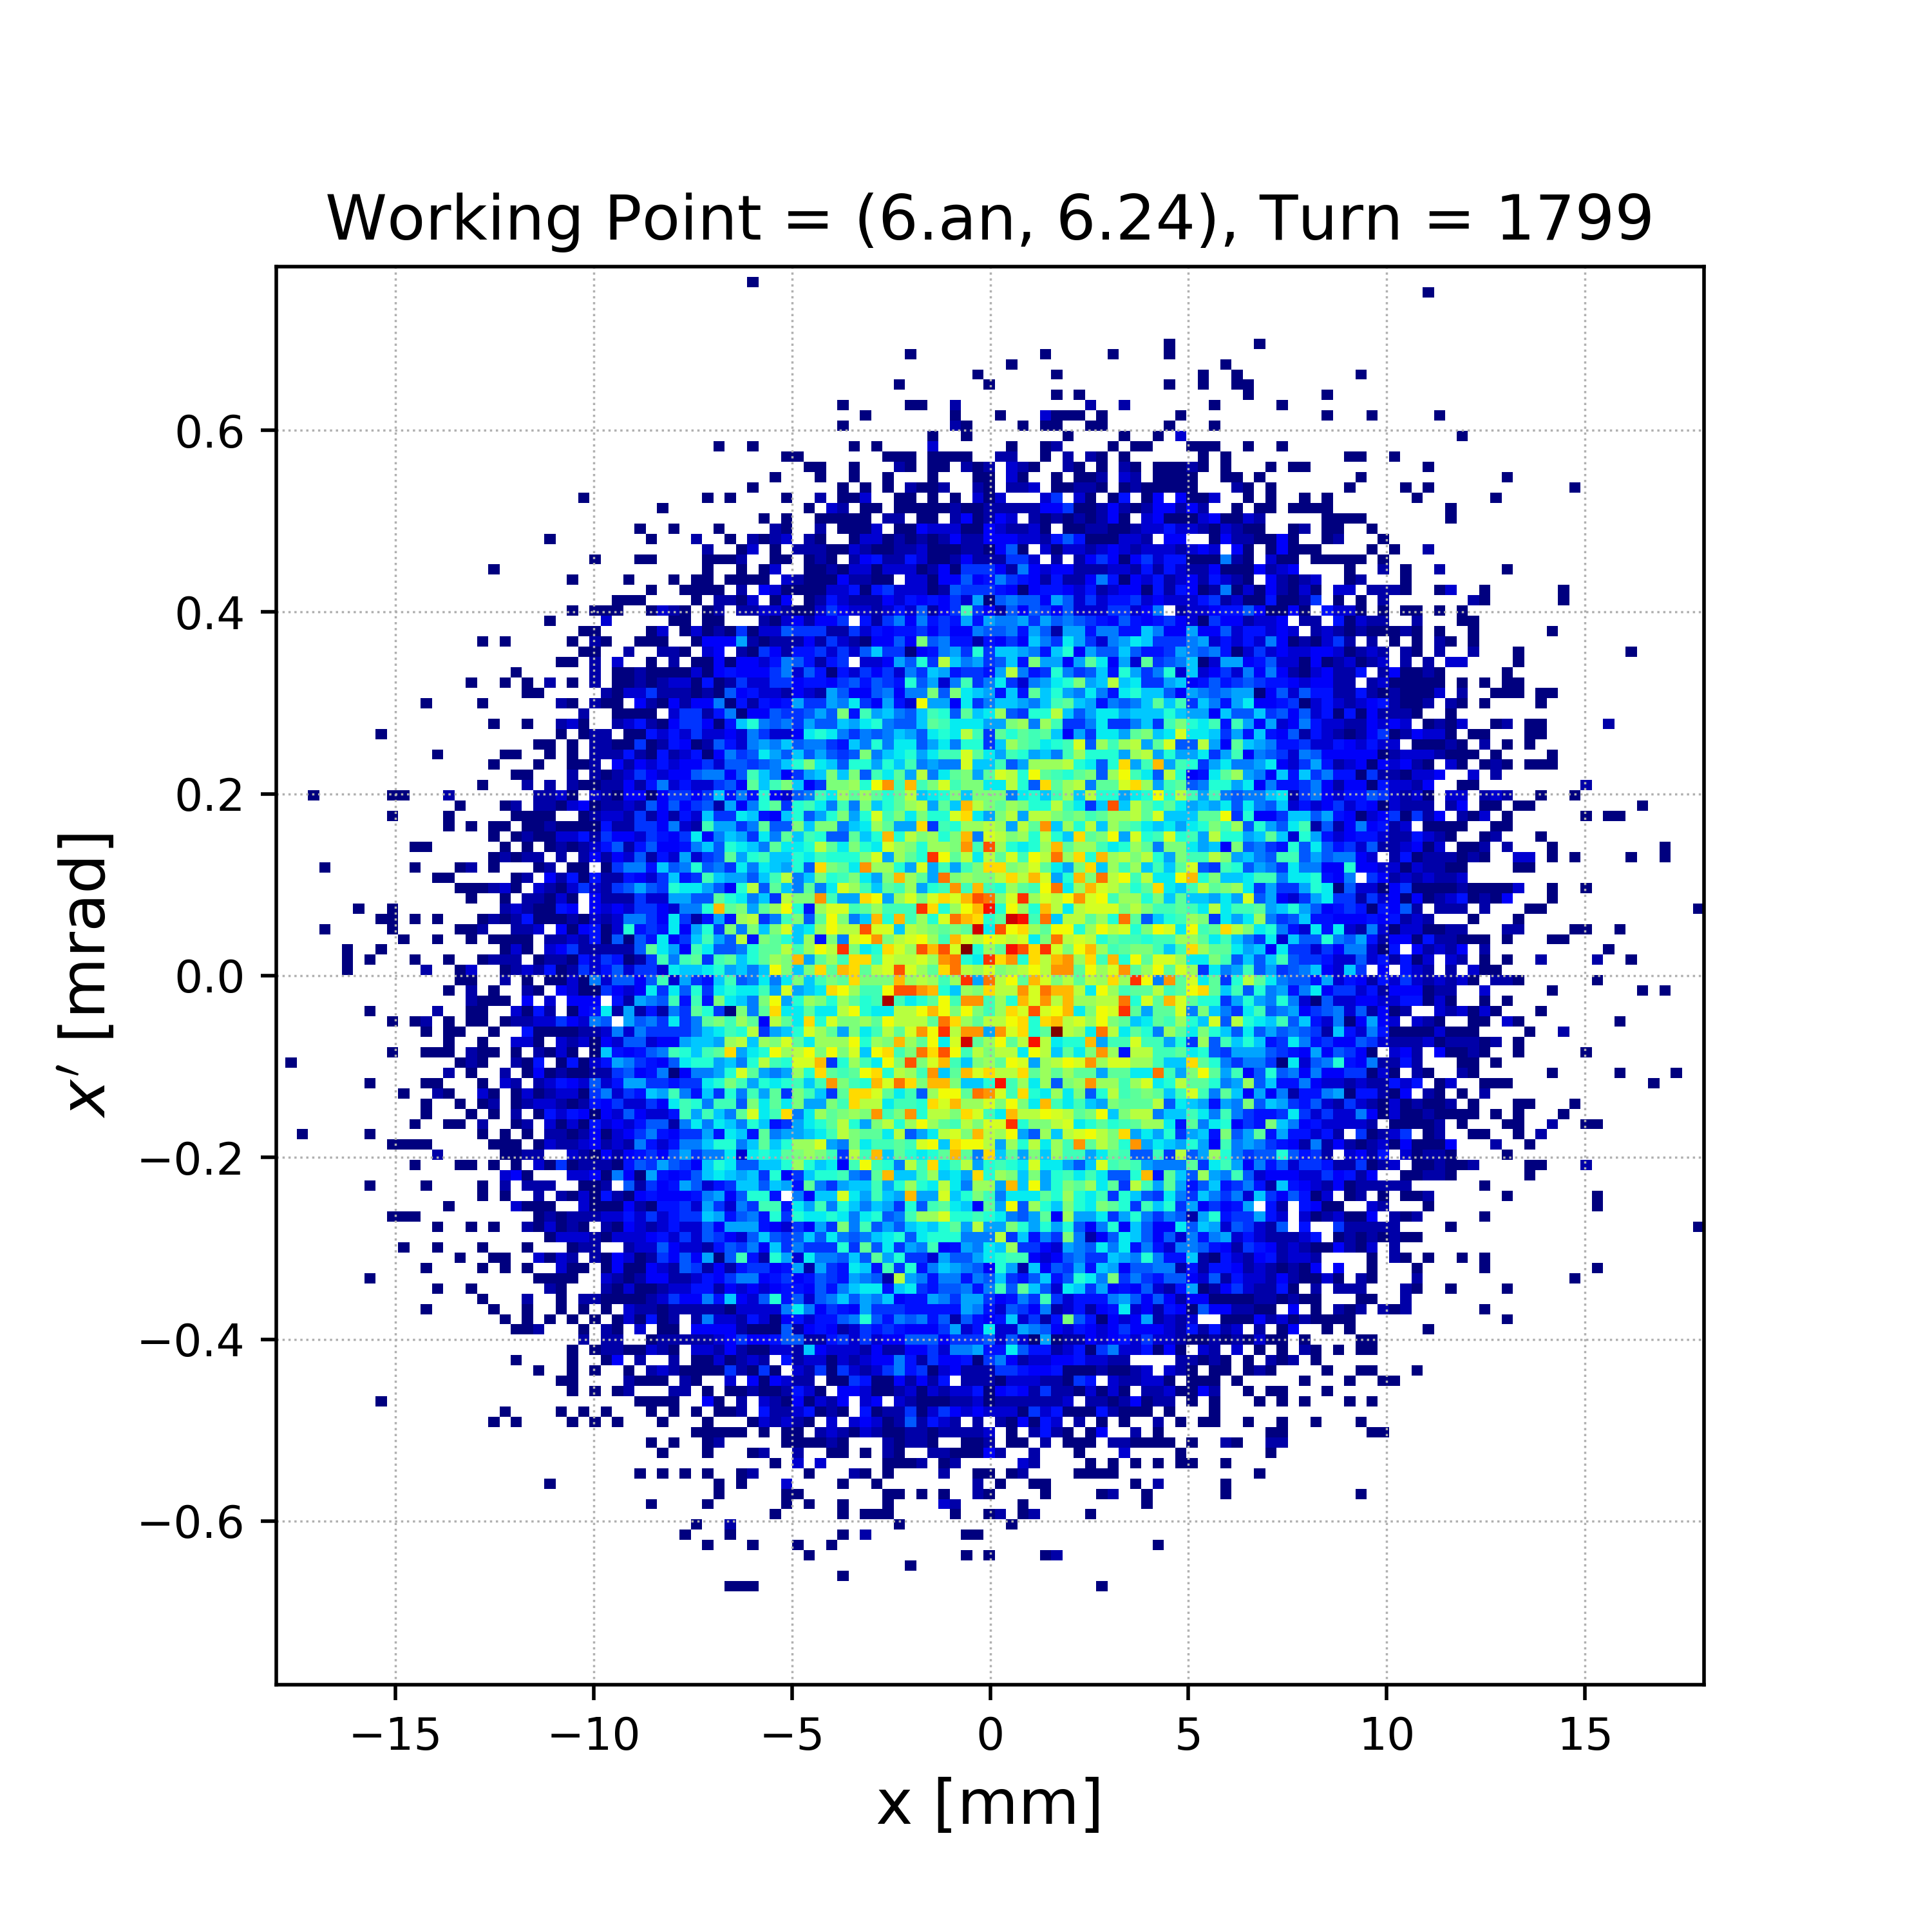 Working Point = (6.an, 6.24), Turn = 1799
0.6
0.4
0.2
0.0
−0.2
−0.4
−0.6
x′ [mrad]
−15 −10 −5 0 5 10 15
x [mm]